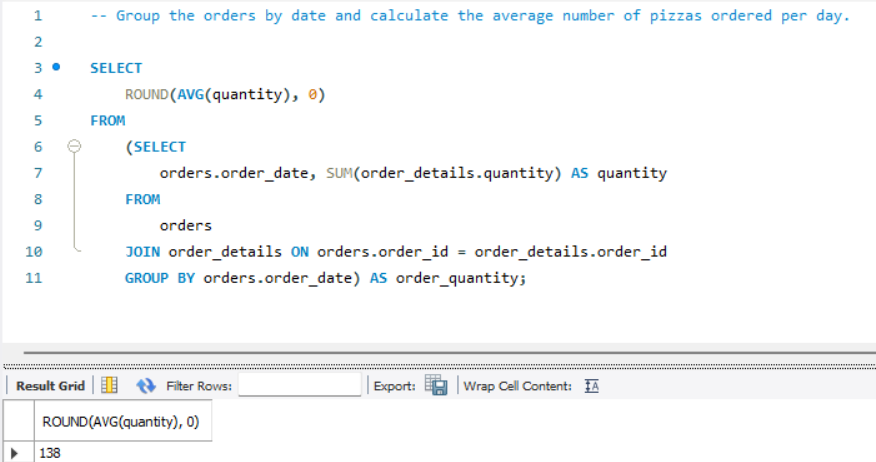 1 -- Group the orders by date and calculate the average number of pizzas ordered per day.
2
3 SELECT
4 ROUND(AVG(quantity), 0)
5 FROM
6 (SELECT
7 orders.order_date, SUM(order_details.quantity) AS quantity
8 FROM
9 orders
10 JOIN order_details ON orders.order_id = order_details.order_id
11 GROUP BY orders.order_date) AS order_quantity;
Result Grid Filter Rows: Export: Wrap Cell Content: IA
ROUND(AVG(quantity), 0)
138